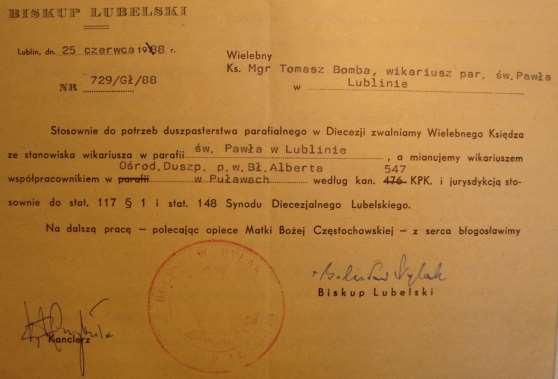 BISKUP LUBELSKI
Lublin, dn. 25 czerwca 1988 r.
NR 729/Gł/88
Wielebny
Ks. Mgr Tomasz Bomba, wikariusz par. św.Pawła
w Lublinie
Stosownie do potrzeb duszpasterstwa parafialnego w Diecezji zwalniamy Wielebnego Księdza
ze stanowiska wikariusza w parafii św. Pawła w Lublinie , a mianujemy wikariuszem
Ośrod.Duszp. p.w.Bł.Alberta 547
współpracownikiem w parafii w Puławach według kan. 476 KPK. i jurysdykcją sto-
sownie do stat. 117 § 1 i stat. 148 Synodu Diecezjalnego Lubelskiego.
Na dalszą pracę — polecając opiece Matki Bożej Częstochowskiej — z serca błogosławimy
Biskup Lubelski
Kanclerz